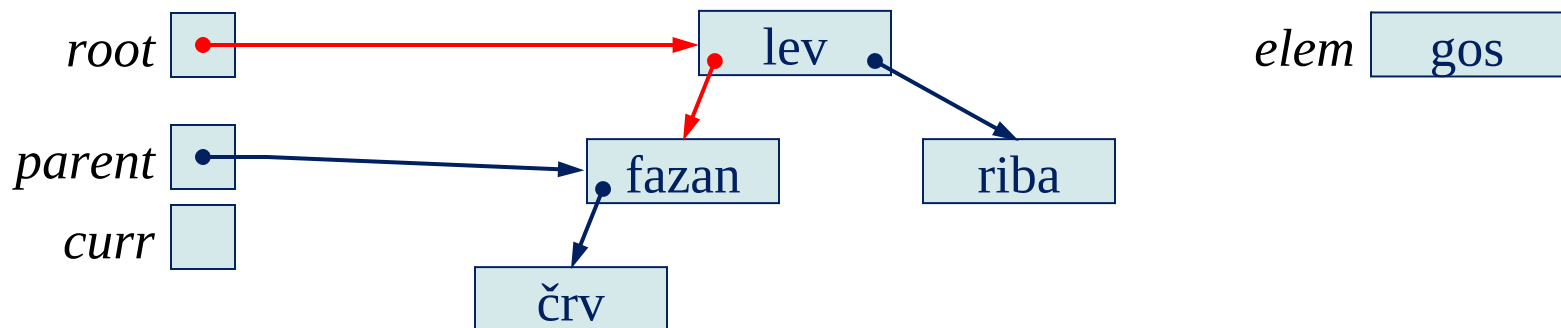 root
lev
elem
gos
parent
fazan
riba
curr
črv